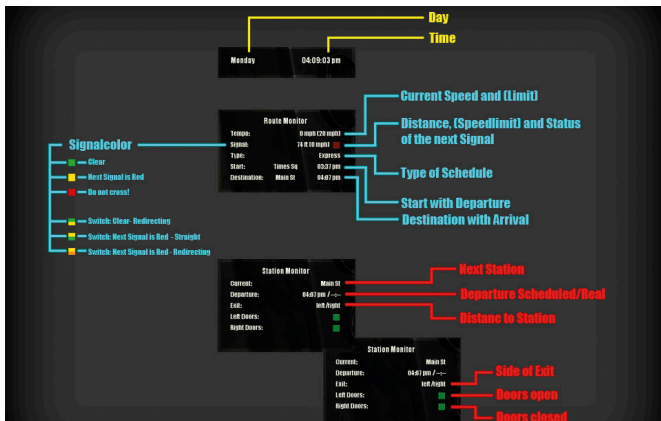 Day
Time
Monday 04:09:03 pm
Current Speed and (Limit)
Route Monitor
Tempo: 0 mph (20 mph)
Signal: 74 ft (0 mph)
Type: Express
Start: Times Sq 03:37 pm
Destination: Main St 04:07 pm
Distance, (Speedlimit) and Status
of the next Signal
Type of Schedule
Start with Departure
Destination with Arrival
Signalcolor
Clear
Next Signal is Red
Do not cross!
Switch: Clear- Redirecting
Switch: Next Signal is Red - Straight
Switch: Next Signal is Red - Redirecting
Station Monitor
Current: Main St
Departure: 04:07 pm / --:--
Exit: left /right
Left Doors:
Right Doors:
Next Station
Departure Scheduled/Real
Distanc to Station
Station Monitor
Current: Main St
Departure: 04:07 pm / --:--
Exit: left /right
Left Doors:
Right Doors:
Side of Exit
Doors open
Doors closed